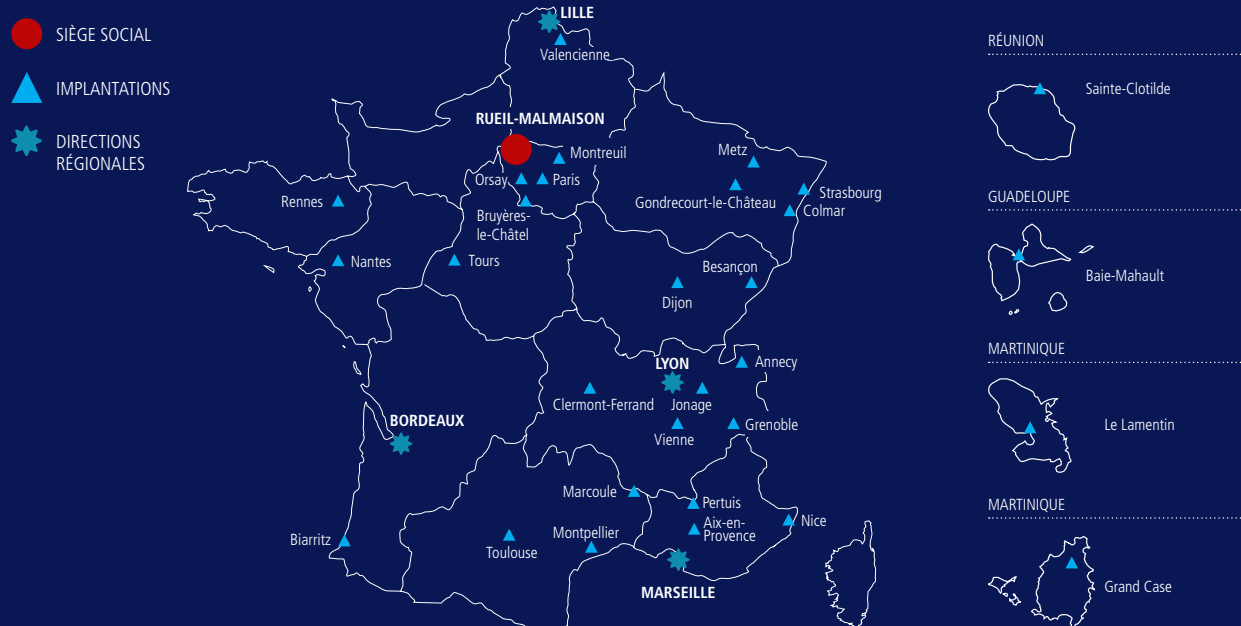 SIÈGE SOCIAL
IMPLANTATIONS
DIRECTIONS
RÉGIONALES
LILLE
Valencienne
RUEIL-MALMAISON
Montreuil
Orsay
Paris
Bruyères-
le-Châtel
Metz
Gondrecourt-le-Château
Strasbourg
Colmar
Rennes
Nantes
Tours
Besançon
Dijon
LYON
Annecy
Clermont-Ferrand
Jonage
Vienne
Grenoble
BORDEAUX
Marcoule
Pertuis
Aix-en-
Provence
Nice
Biarritz
Toulouse
Montpellier
MARSEILLE
RÉUNION
Sainte-Clotilde
GUADELOUPE
Baie-Mahault
MARTINIQUE
Le Lamentin
MARTINIQUE
Grand Case